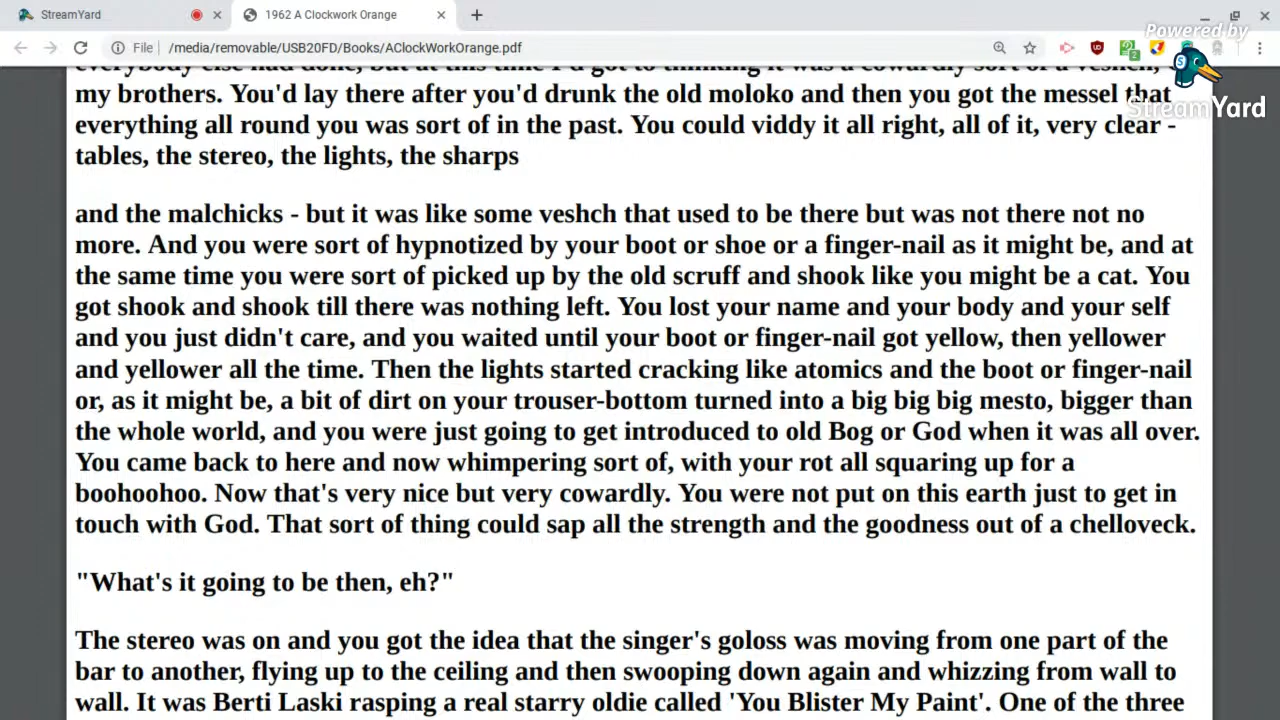 StreamYard
1962 A Clockwork Orange
File
/media/removable/USB20FD/Books/AClockWorkOrange.pdf
2
Powered by
StreamYard
my brothers. You'd lay there after you'd drunk the old moloko and then you got the messel that
everything all round you was sort of in the past. You could viddy it all right, all of it, very clear -
tables, the stereo, the lights, the sharps
and the malchicks - but it was like some veshch that used to be there but was not there not no
more. And you were sort of hypnotized by your boot or shoe or a finger-nail as it might be, and at
the same time you were sort of picked up by the old scruff and shook like you might be a cat. You
got shook and shook till there was nothing left. You lost your name and your body and your self
and you just didn't care, and you waited until your boot or finger-nail got yellow, then yellower
and yellower all the time. Then the lights started cracking like atomics and the boot or finger-nail
or, as it might be, a bit of dirt on your trouser-bottom turned into a big big big mesto, bigger than
the whole world, and you were just going to get introduced to old Bog or God when it was all over.
You came back to here and now whimpering sort of, with your rot all squaring up for a
boohoohoo. Now that's very nice but very cowardly. You were not put on this earth just to get in
touch with God. That sort of thing could sap all the strength and the goodness out of a chelloveck.
"What's it going to be then, eh?"
The stereo was on and you got the idea that the singer's goloss was moving from one part of the
bar to another, flying up to the ceiling and then swooping down again and whizzing from wall to
wall. It was Berti Laski rasping a real starry oldie called 'You Blister My Paint'. One of the three